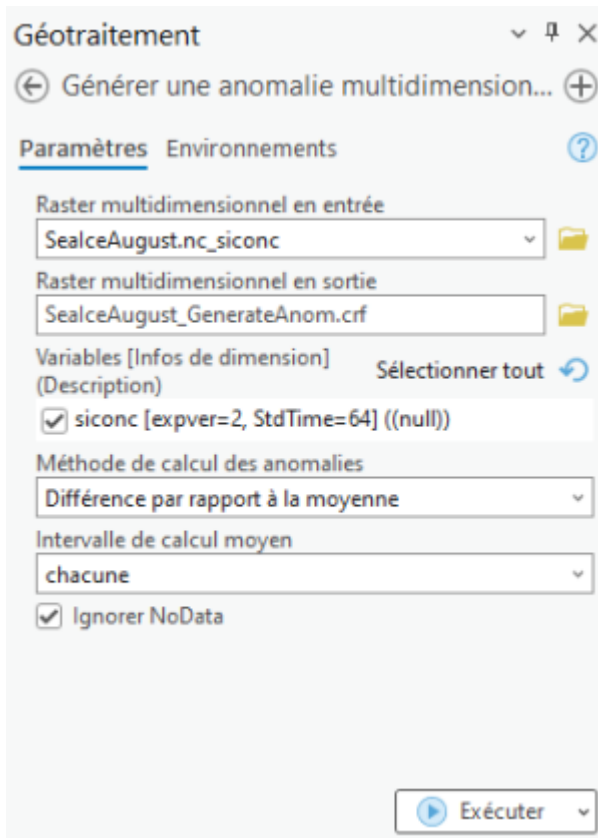 Géotraitement
Générer une anomalie multidimension...
Paramètres Environnements
Raster multidimensionnel en entrée
SeaIceAugust.nc_siconc
Raster multidimensionnel en sortie
SeaIceAugust_GenerateAnom.crf
Variables [Infos de dimension]
(Description)
Sélectionner tout
siconc [expver=2, StdTime=64] ((null))
Méthode de calcul des anomalies
Différence par rapport à la moyenne
Intervalle de calcul moyen
chacune
Ignorer NoData
Exécuter